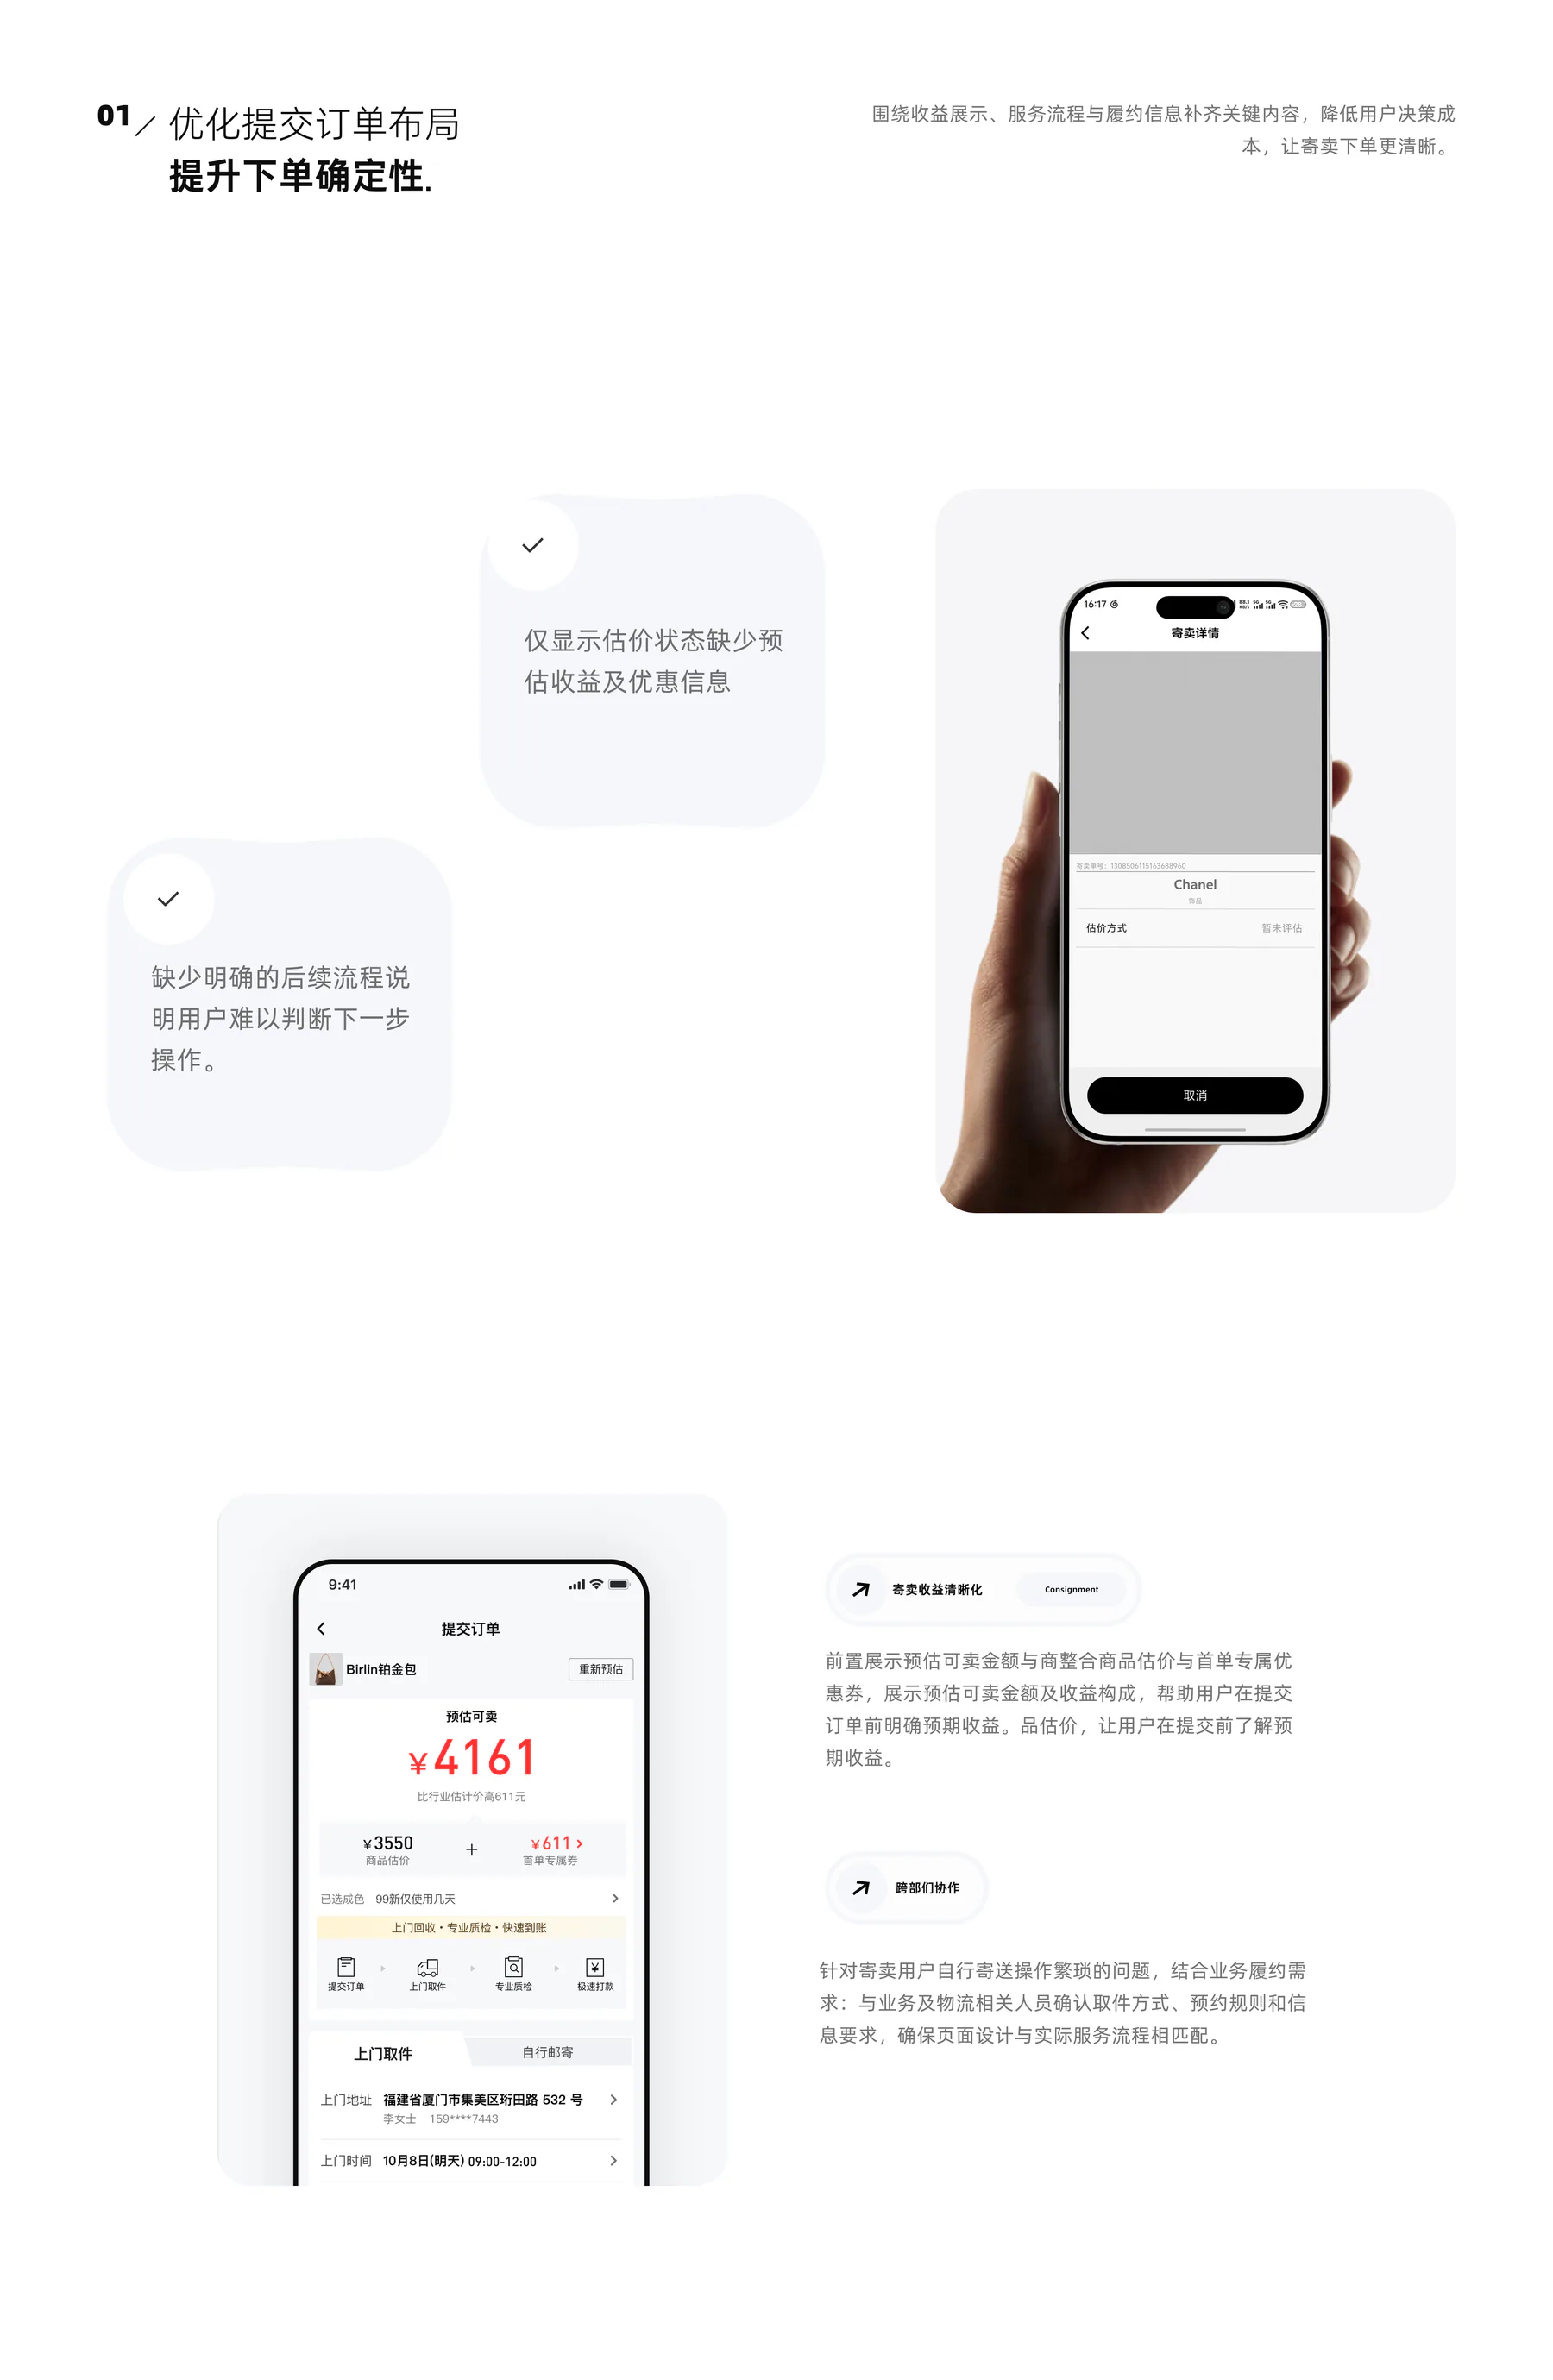 01
优化提交订单布局
提升下单确定性.
围绕收益展示、服务流程与履约信息补齐关键内容，降低用户决策成
本，让寄卖下单更清晰。
仅显示估价状态缺少预
估收益及优惠信息
缺少明确的后续流程说
明用户难以判断下一步
操作。
16:17
寄卖详情
寄卖单号：1308506115163688960
Chanel
饰品
估价方式 暂未评估
取消
9:41
提交订单
Birlin铂金包 重新预估
预估可卖
¥4161
比行业估计价高611元
¥3550 + ¥611
商品估价 首单专属券
已选成色 99新仅使用几天
上门回收·专业质检·快速到账
提交订单 上门取件 专业质检 极速打款
上门取件 自行邮寄
上门地址 福建省厦门市集美区珩田路 532 号
李女士 159****7443
上门时间 10月8日(明天) 09:00-12:00
寄卖收益清晰化 Consignment
前置展示预估可卖金额与商整合商品估价与首单专属优
惠券，展示预估可卖金额及收益构成，帮助用户在提交
订单前明确预期收益。品估价，让用户在提交前了解预
期收益。
跨部们协作
针对寄卖用户自行寄送操作繁琐的问题，结合业务履约需
求：与业务及物流相关人员确认取件方式、预约规则和信
息要求，确保页面设计与实际服务流程相匹配。